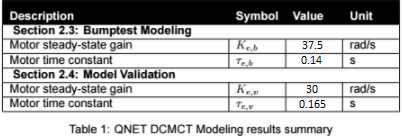 Description Symbol Value Unit
Section 2.3: Bumptest Modeling
Motor steady-state gain K_{e,b} 37.5 rad/s
Motor time constant τ_{e,b} 0.14 s
Section 2.4: Model Validation
Motor steady-state gain K_{e,v} 30 rad/s
Motor time constant τ_{e,v} 0.165 s
Table 1: QNET DCMCT Modeling results summary